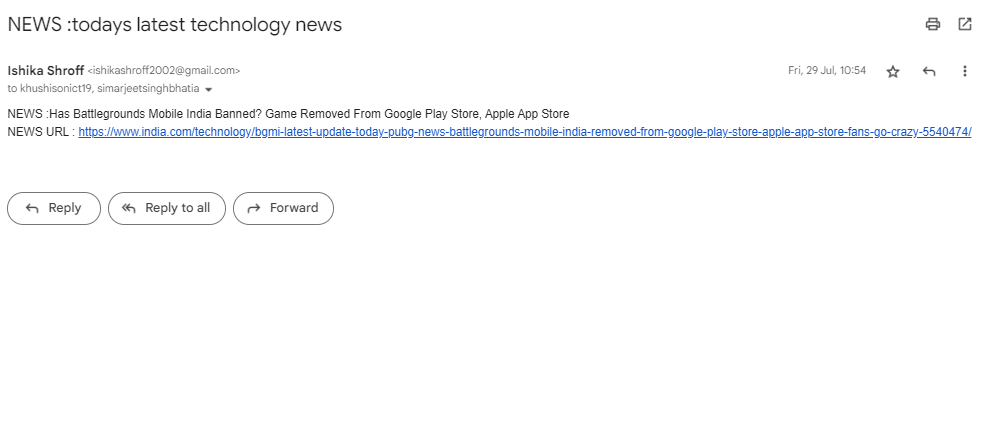 NEWS :todays latest technology news
Ishika Shroff <ishikashroff2002@gmail.com>
Fri, 29 Jul, 10:54
to khushisonict19, simarjeetsinghbhatia
NEWS :Has Battlegrounds Mobile India Banned? Game Removed From Google Play Store, Apple App Store
NEWS URL : https://www.india.com/technology/bgmi-latest-update-today-pubg-news-battlegrounds-mobile-india-removed-from-google-play-store-apple-app-store-fans-go-crazy-5540474/
Reply
Reply to all
Forward